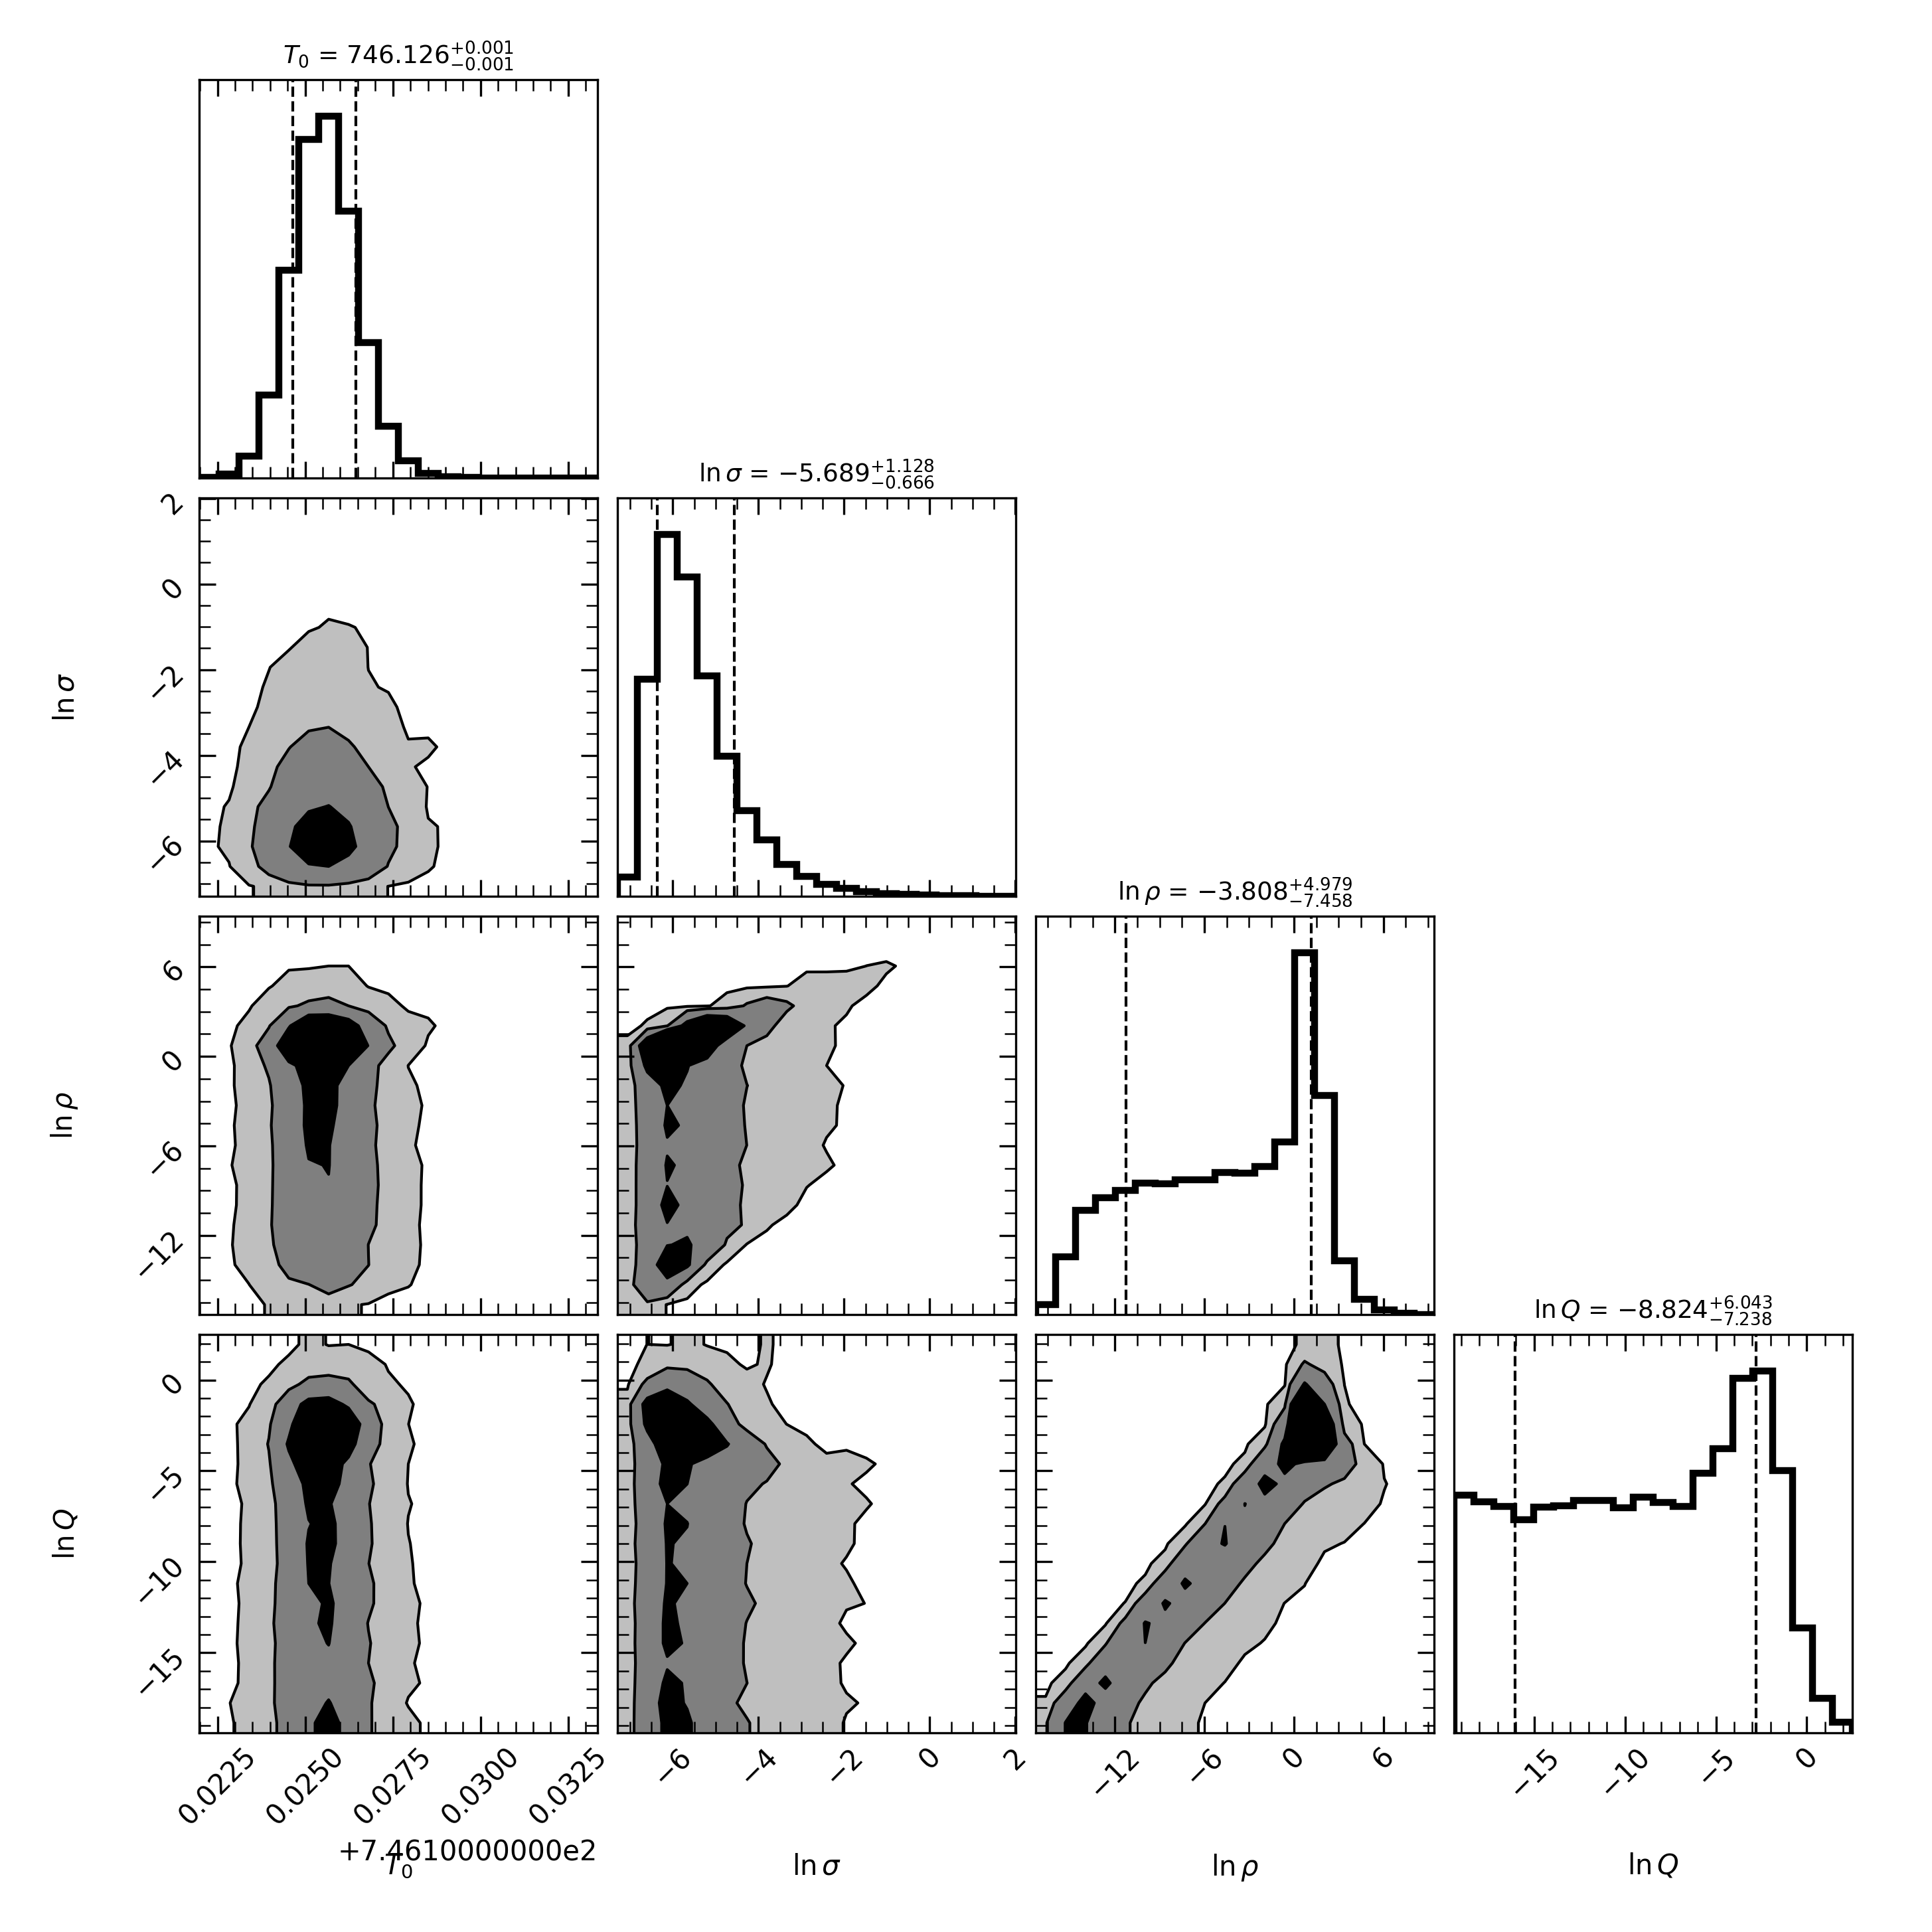 T₀ = 746.126 +0.001 −0.001
ln σ = −5.689 +1.128 −0.666
ln ρ = −3.808 +4.979 −7.458
ln Q = −8.824 +6.043 −7.238
ln σ
2
0
−2
−4
−6
ln ρ
6
0
−6
−12
ln Q
0
−5
−10
−15
0.0225 0.0250 0.0275 0.0300 0.0325
+7.4610000000e2
T₀
−6 −4 −2 0 2
ln σ
−12 −6 0 6
ln ρ
−15 −10 −5 0
ln Q